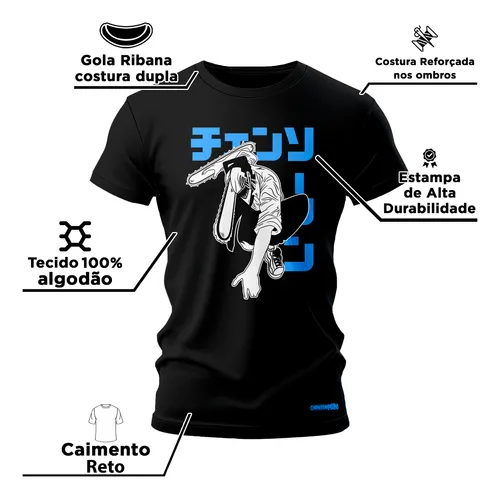 Gola Ribana
costura dupla
Costura Reforçada
nos ombros
チェンソ
ーマン
Estampa
de Alta
Durabilidade
Tecido 100%
algodão
Caimento
Reto